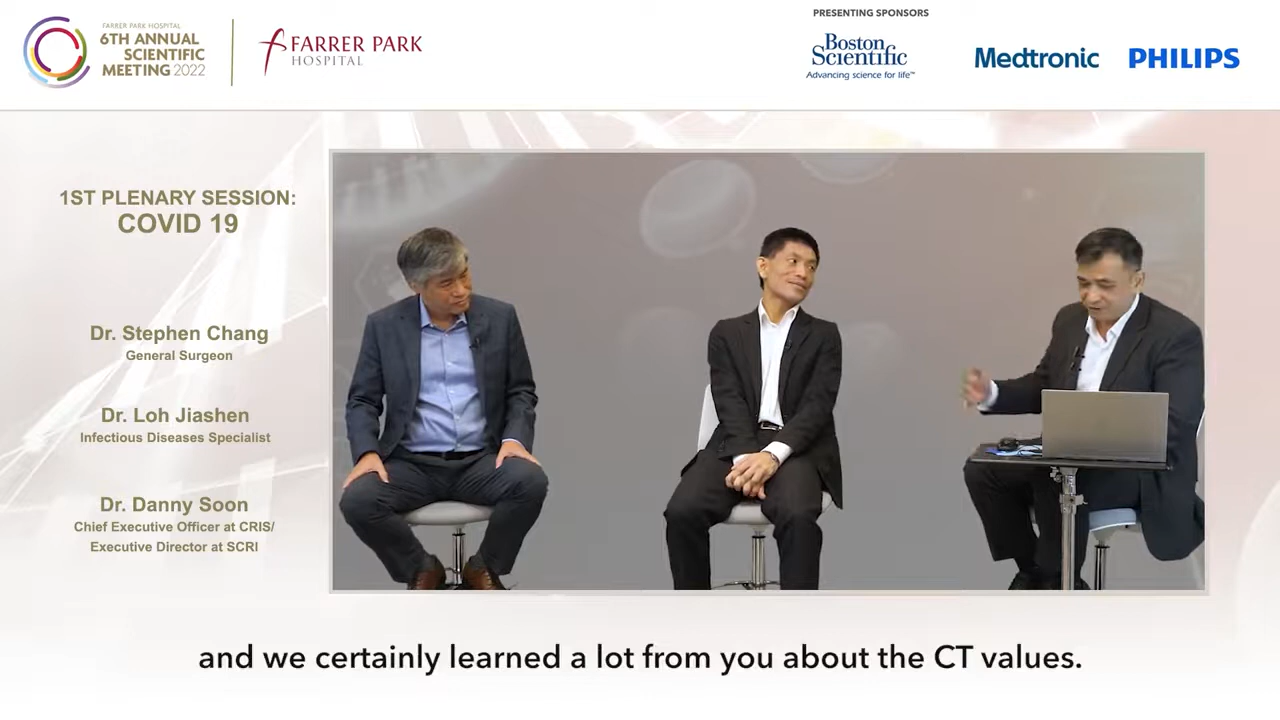 FARRER PARK HOSPITAL
6TH ANNUAL
SCIENTIFIC
MEETING 2022
FARRER PARK
HOSPITAL
PRESENTING SPONSORS
Boston
Scientific
Advancing science for life™
Medtronic
PHILIPS
1ST PLENARY SESSION:
COVID 19
Dr. Stephen Chang
General Surgeon
Dr. Loh Jiashen
Infectious Diseases Specialist
Dr. Danny Soon
Chief Executive Officer at CRIS/
Executive Director at SCRI
and we certainly learned a lot from you about the CT values.